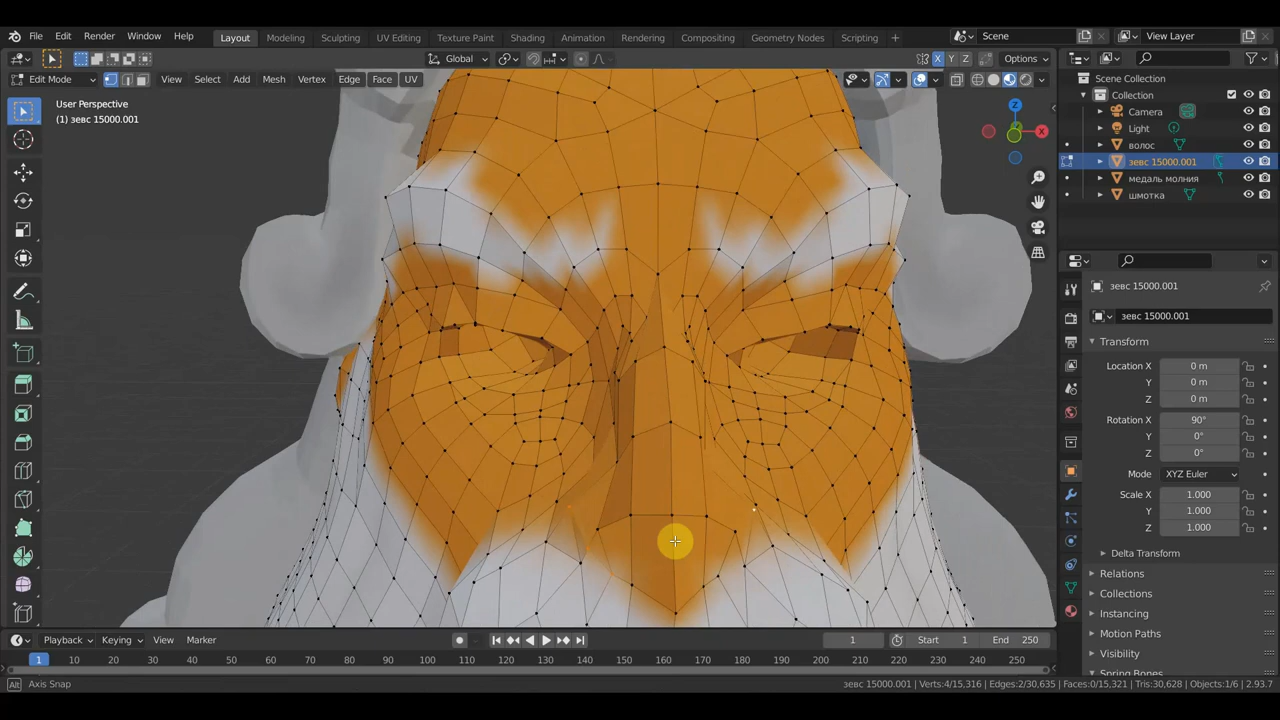 File Edit Render Window Help Layout Modeling Sculpting UV Editing Texture Paint Shading Animation Rendering Compositing Geometry Nodes Scripting + Scene View Layer
Global Options
Edit Mode View Select Add Mesh Vertex Edge Face UV X Y Z
User Perspective
(1) зевс 15000.001
Z
X
Scene Collection
Collection
Camera
Light
волос
зевс 15000.001
медаль молния
шмотка
зевс 15000.001
зевс 15000.001
Transform
Location X 0 m
Y 0 m
Z 0 m
Rotation X 90°
Y 0°
Z 0°
Mode XYZ Euler
Scale X 1.000
Y 1.000
Z 1.000
Delta Transform
Relations
Collections
Instancing
Motion Paths
Visibility
Spring Bones
Playback Keying View Marker 1 Start 1 End 250
1 10 20 30 40 50 60 70 80 90 100 110 120 130 140 150 160 170 180 190 200 210 220 230 240 250
Alt Axis Snap зевс 15000.001 | Verts:4/15,316 | Edges:2/30,635 | Faces:0/15,321 | Tris:30,628 | Objects:1/6 | 2.93.7